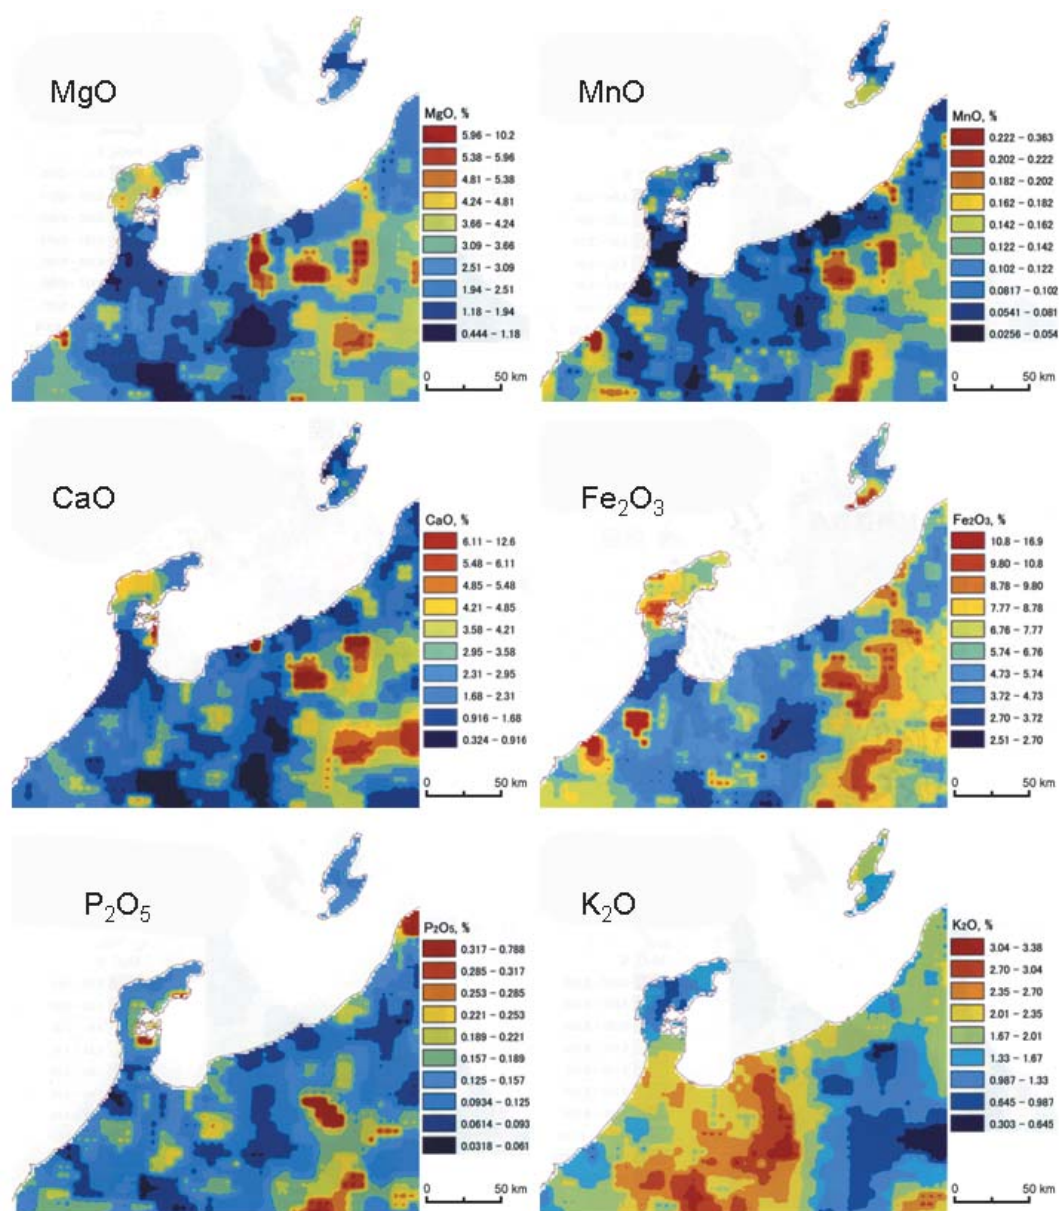 MgO
MgO, %
5.96 – 10.2
5.38 – 5.96
4.81 – 5.38
4.24 – 4.81
3.66 – 4.24
3.09 – 3.66
2.51 – 3.09
1.94 – 2.51
1.18 – 1.94
0.444 – 1.18
0 50 km
MnO
MnO, %
0.222 – 0.363
0.202 – 0.222
0.182 – 0.202
0.162 – 0.182
0.142 – 0.162
0.122 – 0.142
0.102 – 0.122
0.0817 – 0.102
0.0541 – 0.081
0.0256 – 0.054
0 50 km
CaO
CaO, %
6.11 – 12.6
5.48 – 6.11
4.85 – 5.48
4.21 – 4.85
3.58 – 4.21
2.95 – 3.58
2.31 – 2.95
1.68 – 2.31
0.916 – 1.68
0.324 – 0.916
0 50 km
Fe₂O₃
Fe₂O₃, %
10.8 – 16.9
9.80 – 10.8
8.78 – 9.80
7.77 – 8.78
6.76 – 7.77
5.74 – 6.76
4.73 – 5.74
3.72 – 4.73
2.70 – 3.72
2.51 – 2.70
0 50 km
P₂O₅
P₂O₅, %
0.317 – 0.788
0.285 – 0.317
0.253 – 0.285
0.221 – 0.253
0.189 – 0.221
0.157 – 0.189
0.125 – 0.157
0.0934 – 0.125
0.0614 – 0.093
0.0318 – 0.061
0 50 km
K₂O
K₂O, %
3.04 – 3.38
2.70 – 3.04
2.35 – 2.70
2.01 – 2.35
1.67 – 2.01
1.33 – 1.67
0.987 – 1.33
0.645 – 0.987
0.303 – 0.645
0 50 km